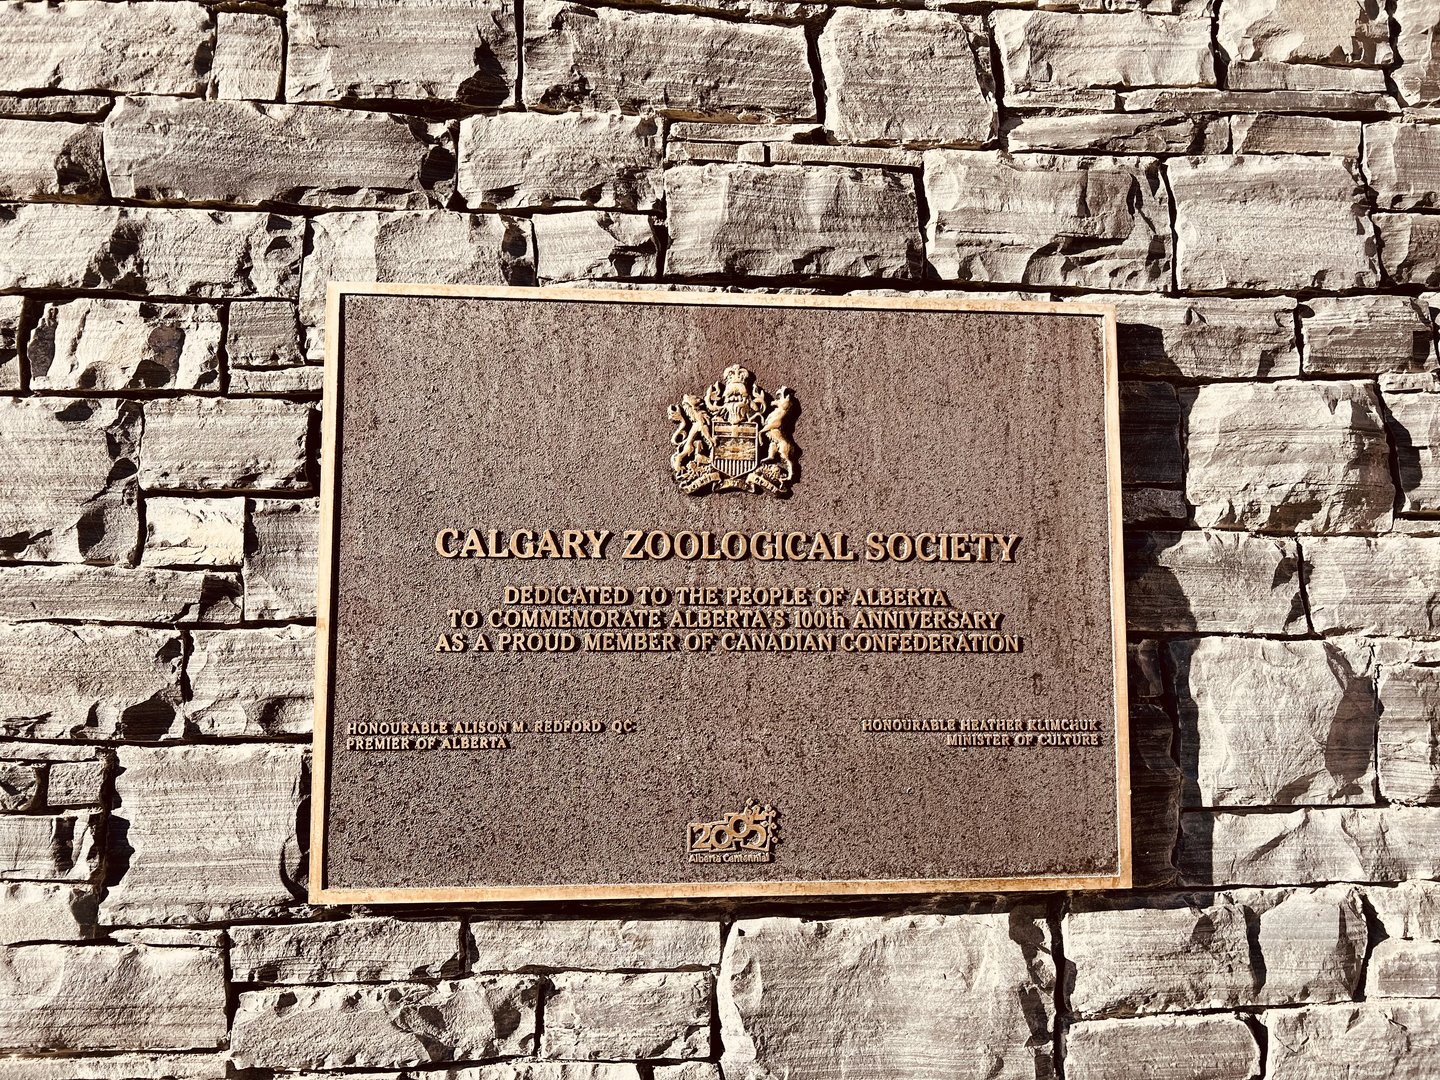 CALGARY ZOOLOGICAL SOCIETY
DEDICATED TO THE PEOPLE OF ALBERTA
TO COMMEMORATE ALBERTA'S 100th ANNIVERSARY
AS A PROUD MEMBER OF CANADIAN CONFEDERATION
HONOURABLE ALISON M. REDFORD QC
PREMIER OF ALBERTA
HONOURABLE HEATHER KLIMCHUK
MINISTER OF CULTURE
2005
Alberta Centennial